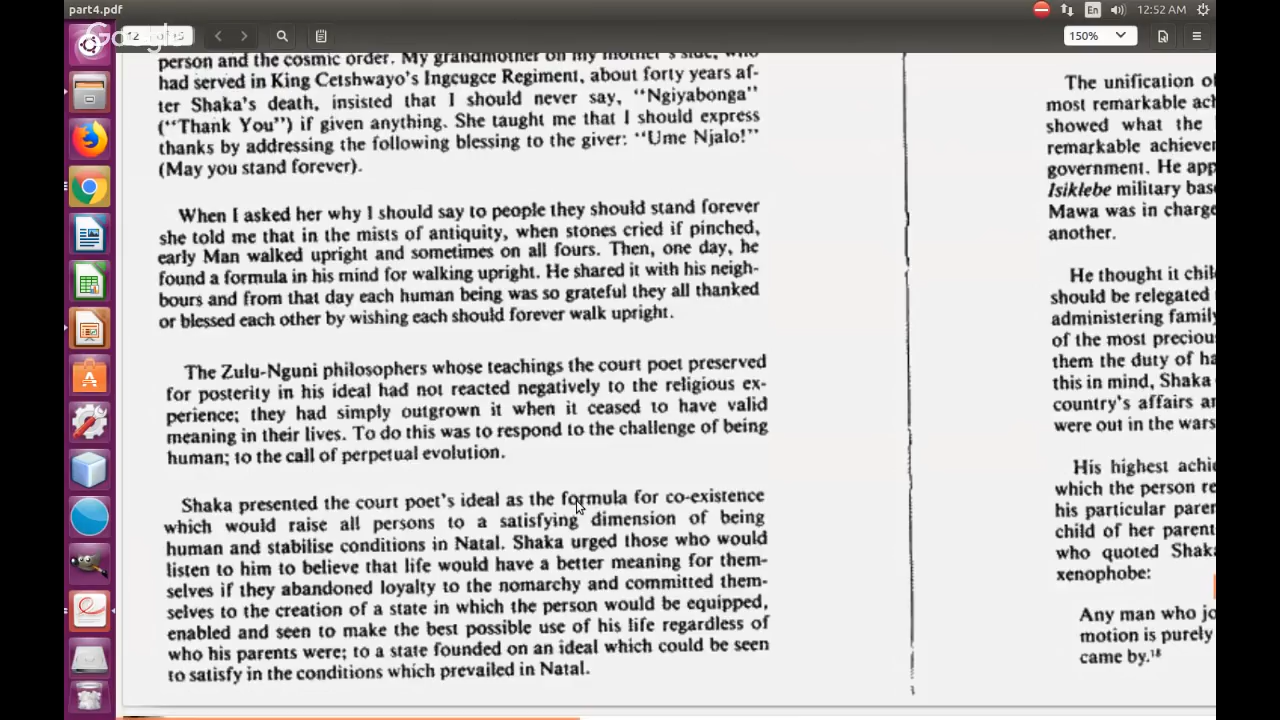 part4.pdf
En
12:52 AM
Google
12
150%
person and the cosmic order. My grandmother on my mother's side, who
had served in King Cetshwayo's Ingcugce Regiment, about forty years af-
ter Shaka's death, insisted that I should never say, "Ngiyabonga"
("Thank You") if given anything. She taught me that I should express
thanks by addressing the following blessing to the giver: "Ume Njalo!"
(May you stand forever).
When I asked her why I should say to people they should stand forever
she told me that in the mists of antiquity, when stones cried if pinched,
early Man walked upright and sometimes on all fours. Then, one day, he
found a formula in his mind for walking upright. He shared it with his neigh-
bours and from that day each human being was so grateful they all thanked
or blessed each other by wishing each should forever walk upright.
The Zulu-Nguni philosophers whose teachings the court poet preserved
for posterity in his ideal had not reacted negatively to the religious ex-
perience; they had simply outgrown it when it ceased to have valid
meaning in their lives. To do this was to respond to the challenge of being
human; to the call of perpetual evolution.
Shaka presented the court poet's ideal as the formula for co-existence
which would raise all persons to a satisfying dimension of being
human and stabilise conditions in Natal. Shaka urged those who would
listen to him to believe that life would have a better meaning for them-
selves if they abandoned loyalty to the nomarchy and committed them-
selves to the creation of a state in which the person would be equipped,
enabled and seen to make the best possible use of his life regardless of
who his parents were; to a state founded on an ideal which could be seen
to satisfy in the conditions which prevailed in Natal.
The unification of
most remarkable ach
showed what the
remarkable achiever
government. He app
Isiklebe military bas
Mawa was in charge
another.
He thought it chil
should be relegated
administering family
of the most preciou
them the duty of ha
this in mind, Shaka
country's affairs an
were out in the wars
His highest achi
which the person re
his particular paren
child of her parent
who quoted Shak
xenophobe:
Any man who jo
motion is purely
came by.¹⁸